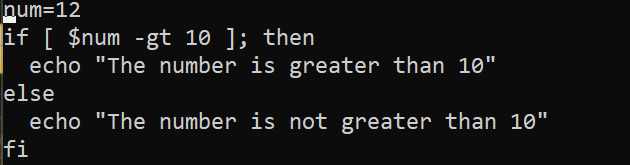 num=12
if [ $num -gt 10 ]; then
  echo "The number is greater than 10"
else
  echo "The number is not greater than 10"
fi